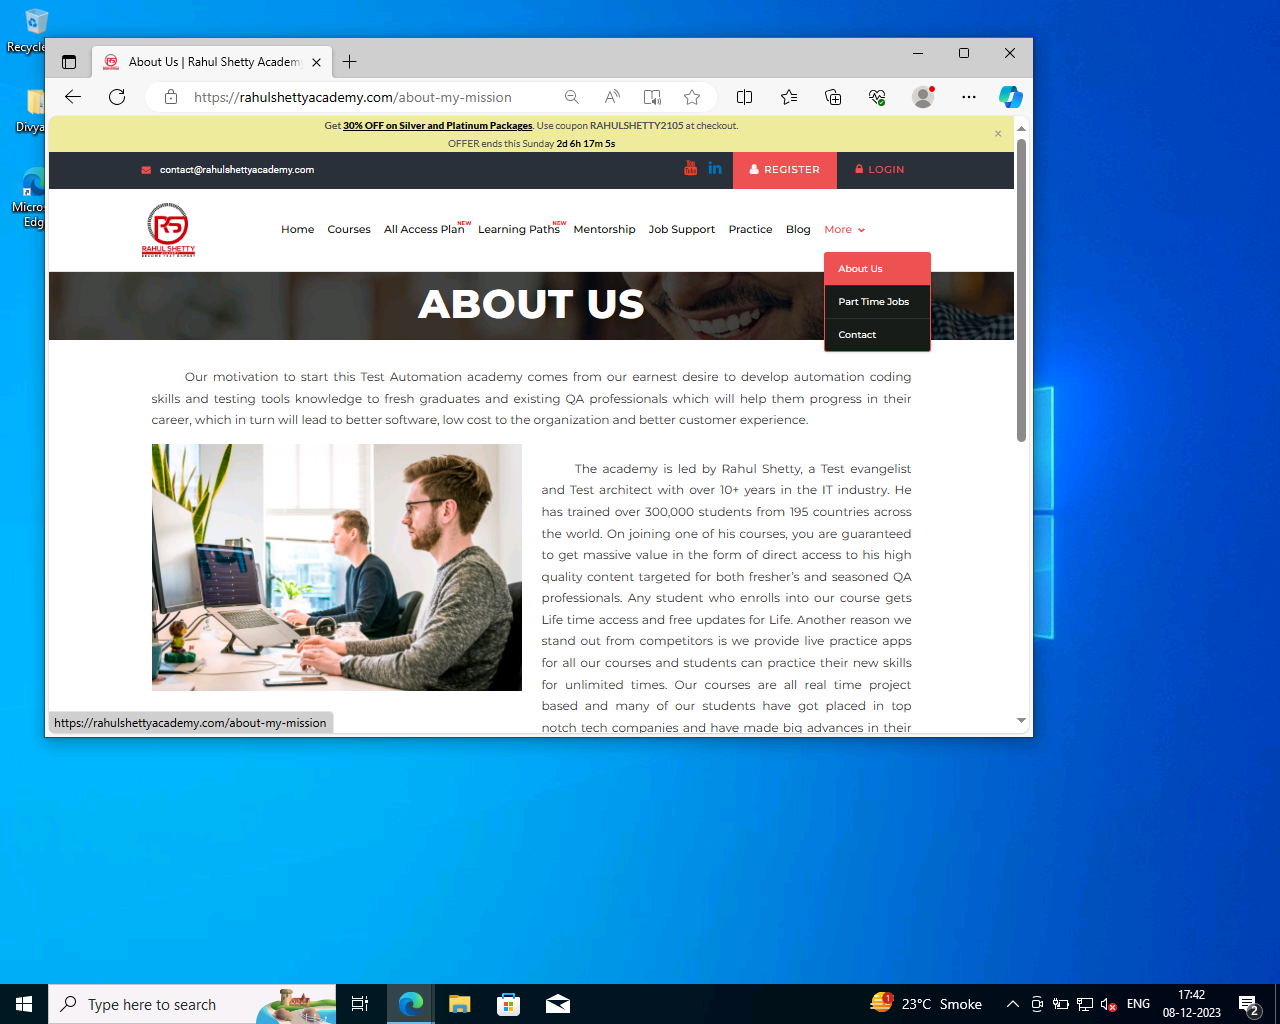 Recycle
About Us | Rahul Shetty Academ
https://rahulshettyacademy.com/about-my-mission
Divya
Micros
Edg
Get 30% OFF on Silver and Platinum Packages. Use coupon RAHULSHETTY2105 at checkout.
OFFER ends this Sunday 2d 6h 17m 5s
×
contact@rahulshettyacademy.com
You Tube
in
REGISTER
LOGIN
RS
RAHUL SHETTY
Home
Courses
All Access Plan NEW
Learning Paths NEW
Mentorship
Job Support
Practice
Blog
More
About Us
Part Time Jobs
Contact
ABOUT US
Our motivation to start this Test Automation academy comes from our earnest desire to develop automation coding
skills and testing tools knowledge to fresh graduates and existing QA professionals which will help them progress in their
career, which in turn will lead to better software, low cost to the organization and better customer experience.
The academy is led by Rahul Shetty, a Test evangelist
and Test architect with over 10+ years in the IT industry. He
has trained over 300,000 students from 195 countries across
the world. On joining one of his courses, you are guaranteed
to get massive value in the form of direct access to his high
quality content targeted for both fresher's and seasoned QA
professionals. Any student who enrolls into our course gets
Life time access and free updates for Life. Another reason we
stand out from competitors is we provide live practice apps
for all our courses and students can practice their new skills
for unlimited times. Our courses are all real time project
based and many of our students have got placed in top
notch tech companies and have made big advances in their
https://rahulshettyacademy.com/about-my-mission
Type here to search
1
23°C Smoke
ENG
17:42
08-12-2023
2